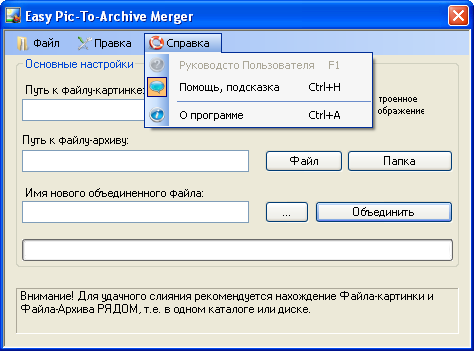 Easy Pic-To-Archive Merger
Файл Правка Справка
Основные настройки
Руководсто Пользователя F1
Помощь, подсказка Ctrl+H
О программе Ctrl+A
Путь к файлу-картинке:
троенное
ображение
Путь к файлу-архиву:
Файл Папка
Имя нового объединенного файла:
... Объединить
Внимание! Для удачного слияния рекомендуется нахождение Файла-картинки и
Файла-Архива РЯДОМ, т.е. в одном каталоге или диске.